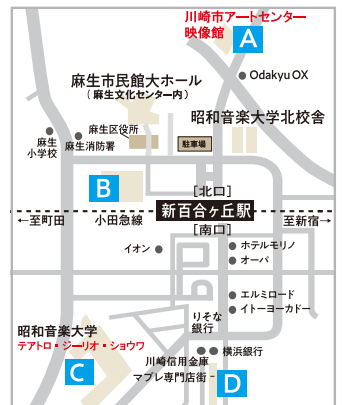 川崎市アートセンター
映像館
A
Odakyu OX
麻生市民館大ホール
（麻生文化センター内）
昭和音楽大学北校舎
麻生区役所
麻生
小学校
麻生消防署
駐車場
B
［北口］
←至町田
小田急線
新百合ヶ丘駅
至新宿→
［南口］
イオン
ホテルモリノ
オーパ
エルミロード
イトーヨーカドー
りそな
銀行
昭和音楽大学
テアトロ・ジーリオ・ショウワ
C
横浜銀行
川崎信用金庫
マプレ専門店街
D